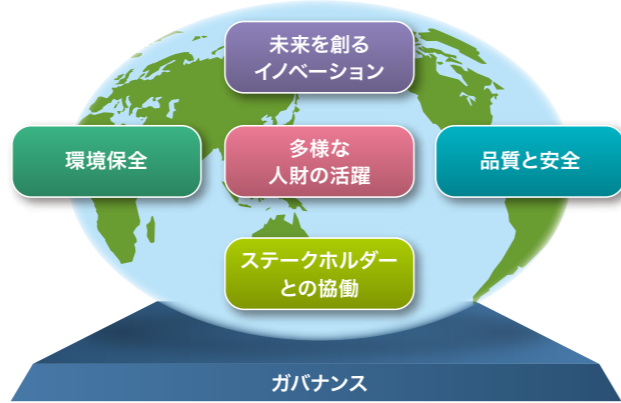 未来を創る
イノベーション
環境保全
多様な
人財の活躍
品質と安全
ステークホルダー
との協働
ガバナンス